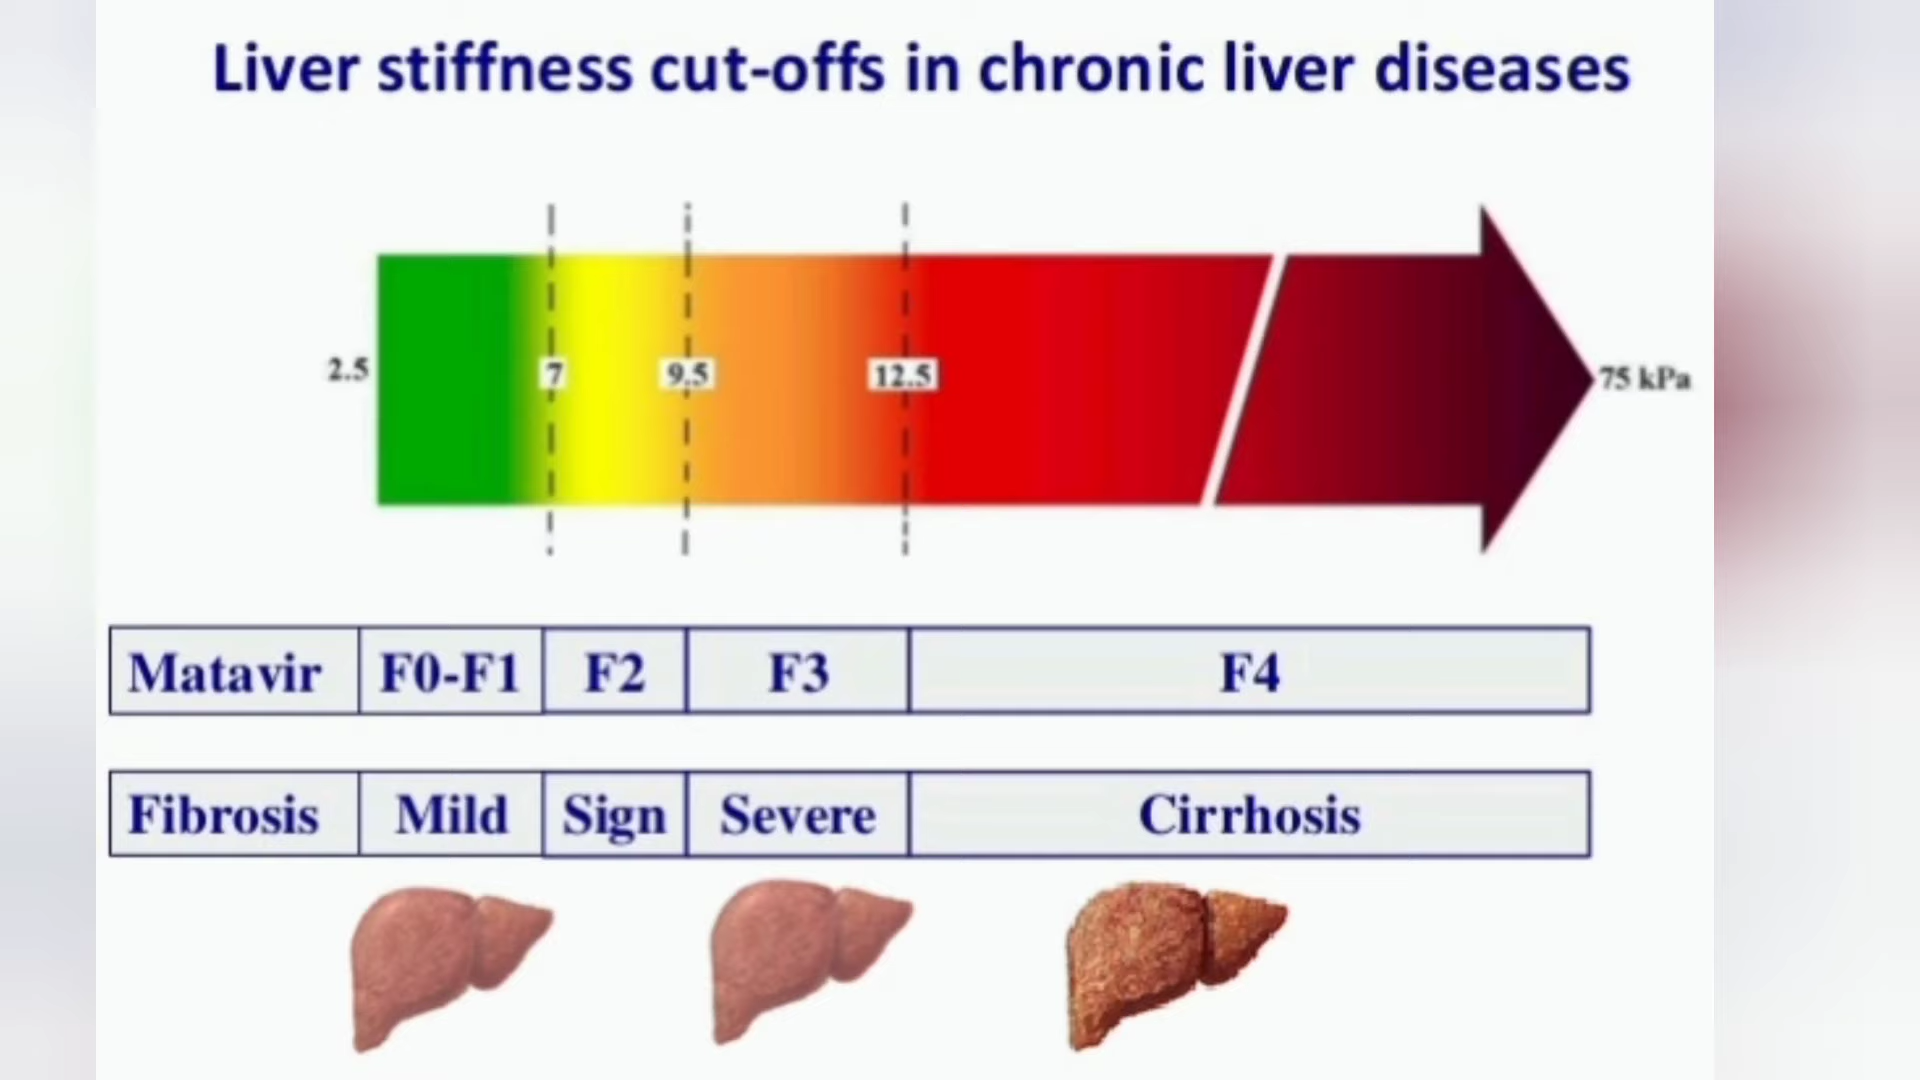 Liver stiffness cut-offs in chronic liver diseases
2.5 7 9.5 12.5 75 kPa
Matavir F0-F1 F2 F3 F4
Fibrosis Mild Sign Severe Cirrhosis